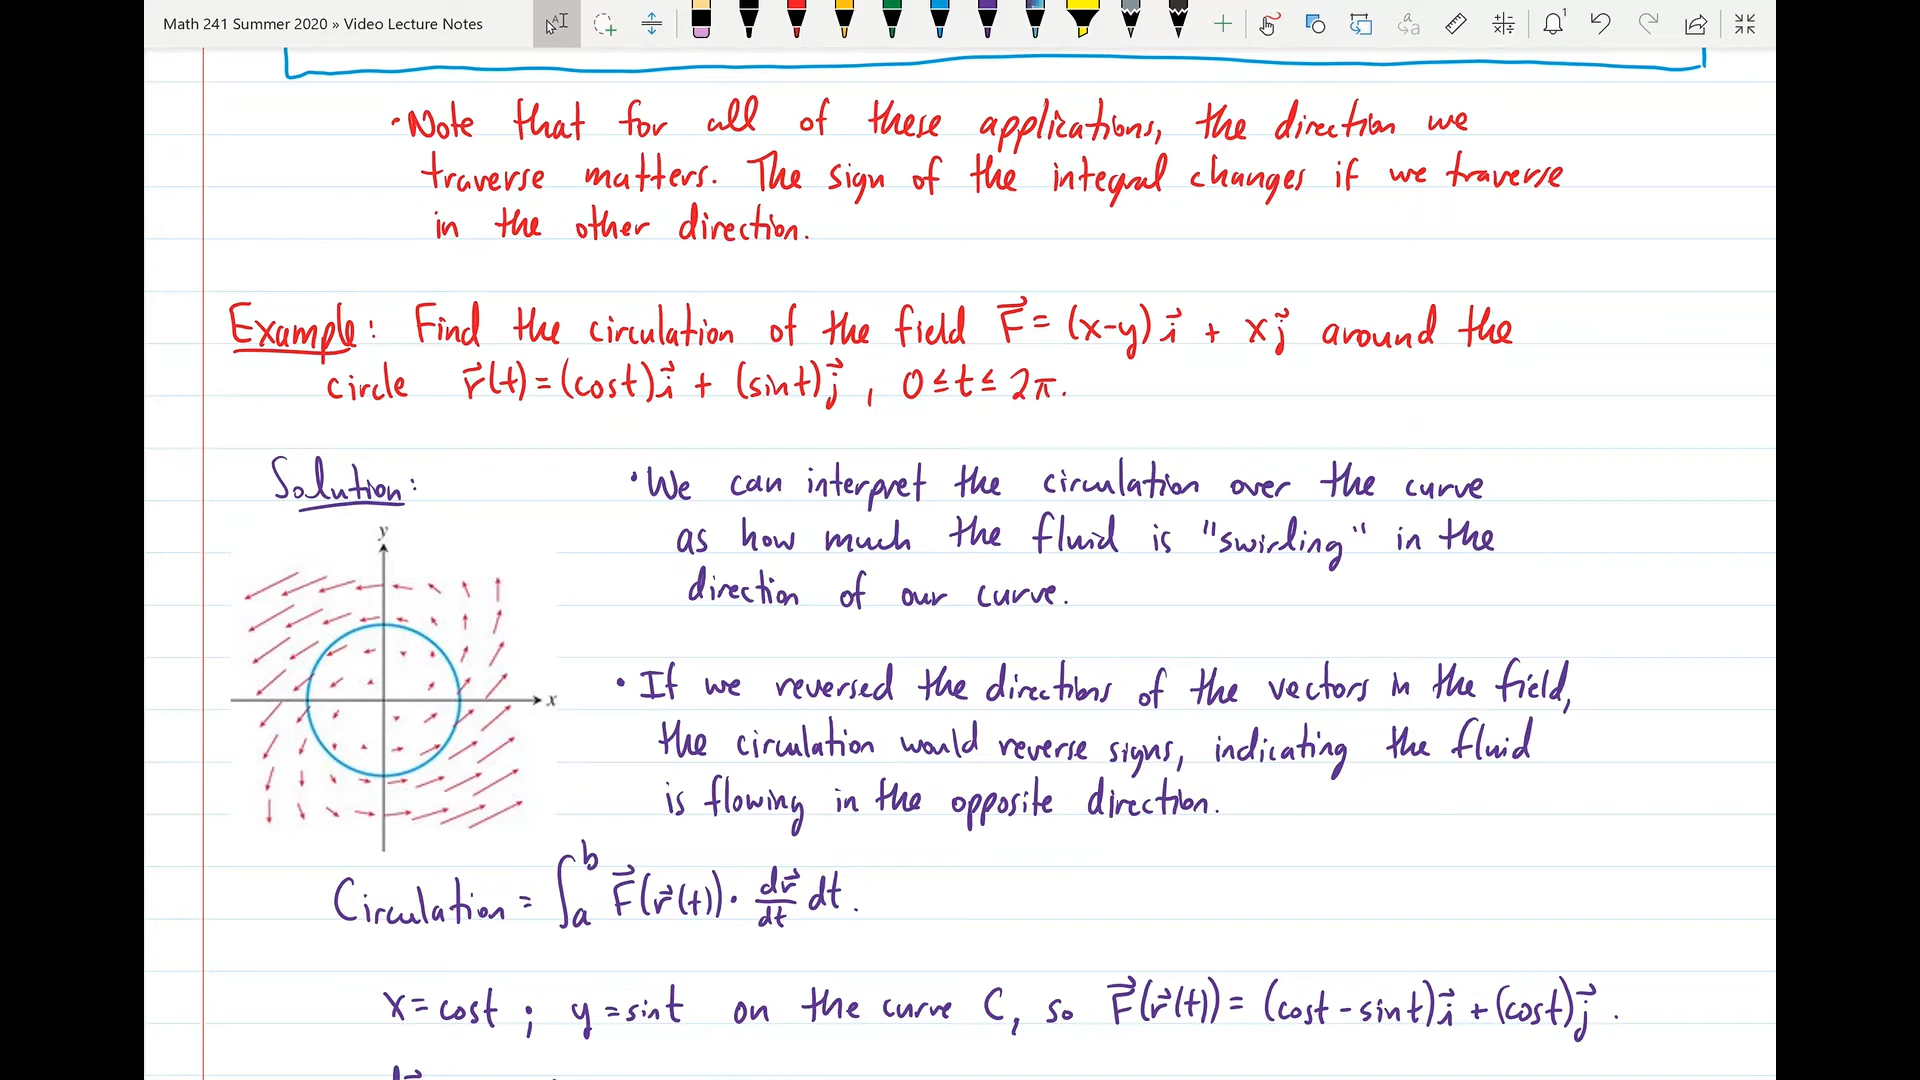 Math 241 Summer 2020 » Video Lecture Notes
• Note that for all of these applications, the direction we
traverse matters. The sign of the integral changes if we traverse
in the other direction.
Example: Find the circulation of the field F⃗ = (x-y)i⃗ + xj⃗ around the
circle r⃗(t) = (cost)i⃗ + (sint)j⃗, 0≤t≤2π.
Solution:
• We can interpret the circulation over the curve
as how much the fluid is "swirling" in the
direction of our curve.
y
x
• If we reversed the directions of the vectors in the field,
the circulation would reverse signs, indicating the fluid
is flowing in the opposite direction.
Circulation = ∫_a^b F⃗(r⃗(t))· dr⃗/dt dt.
x=cost ; y=sint on the curve C, so F⃗(r⃗(t)) = (cost-sint)i⃗ + (cost)j⃗.